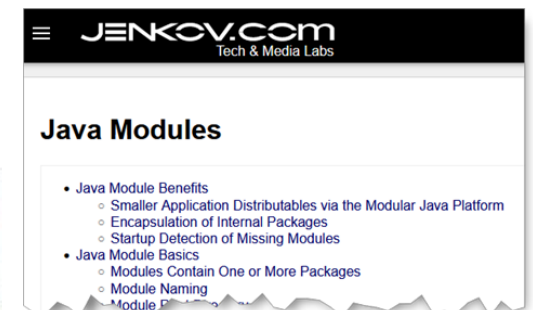 JENKOV.COM
Tech & Media Labs
Java Modules
Java Module Benefits
Smaller Application Distributables via the Modular Java Platform
Encapsulation of Internal Packages
Startup Detection of Missing Modules
Java Module Basics
Modules Contain One or More Packages
Module Naming
Module